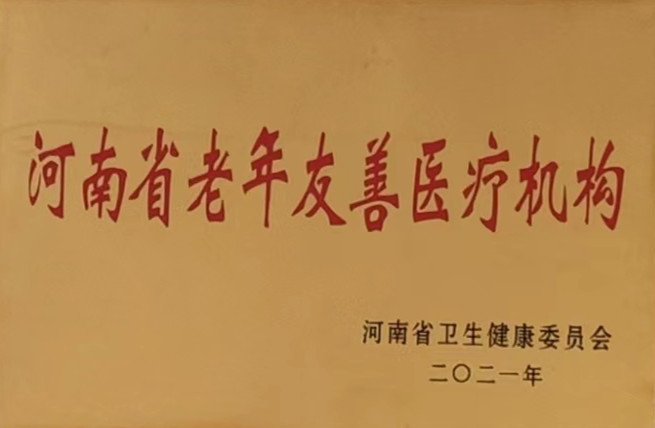 河南省老年友善医疗机构
河南省卫生健康委员会
二〇二一年